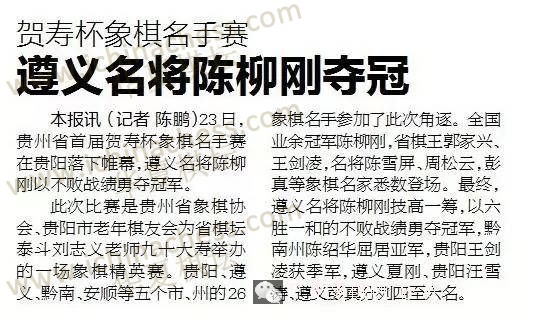 贺寿杯象棋名手赛
遵义名将陈柳刚夺冠
本报讯（记者 陈鹏）23日，
贵州省首届贺寿杯象棋名手赛
在贵阳落下帷幕，遵义名将陈柳
刚以不败战绩勇夺冠军。
此次比赛是贵州省象棋协
会、贵阳市老年棋友会为省棋坛
泰斗刘志义老师九十大寿举办
的一场象棋精英赛。贵阳、遵
义、黔南、安顺等五个市、州的26
象棋名手参加了此次角逐。全国
业余冠军陈柳刚，省棋王郭家兴、
王剑凌，名将陈雪屏、周松云，彭
真等象棋名家悉数登场。最终，
遵义名将陈柳刚技高一筹，以六
胜一和的不败战绩勇夺冠军，黔
南州陈绍华屈居亚军，贵阳王剑
凌获季军，遵义夏刚、贵阳汪雪
、遵义彭翼分列四至六名。